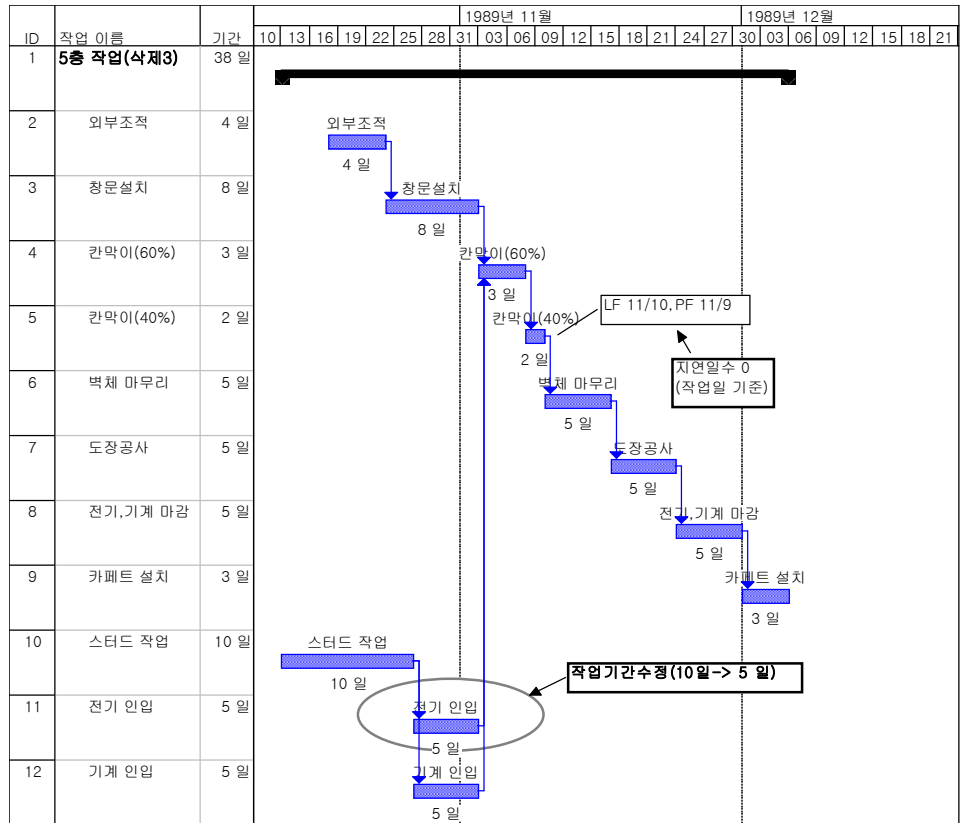 1989년 11월 1989년 12월
ID 작업 이름 기간 10 13 16 19 22 25 28 31 03 06 09 12 15 18 21 24 27 30 03 06 09 12 15 18 21
1 5층 작업(삭제3) 38 일
2 외부조적 4 일 외부조적
4 일
3 창문설치 8 일 창문설치
8 일
4 칸막이(60%) 3 일 칸막이(60%)
3 일
LF 11/10,PF 11/9
5 칸막이(40%) 2 일 칸막이(40%)
2 일
지연일수 0
(작업일 기준)
6 벽체 마무리 5 일 벽체 마무리
5 일
7 도장공사 5 일 도장공사
5 일
8 전기,기계 마감 5 일 전기,기계 마감
5 일
9 카페트 설치 3 일 카페트 설치
3 일
10 스터드 작업 10 일 스터드 작업
10 일
작업기간수정(10일-> 5 일)
11 전기 인입 5 일 전기 인입
5 일
12 기계 인입 5 일 기계 인입
5 일